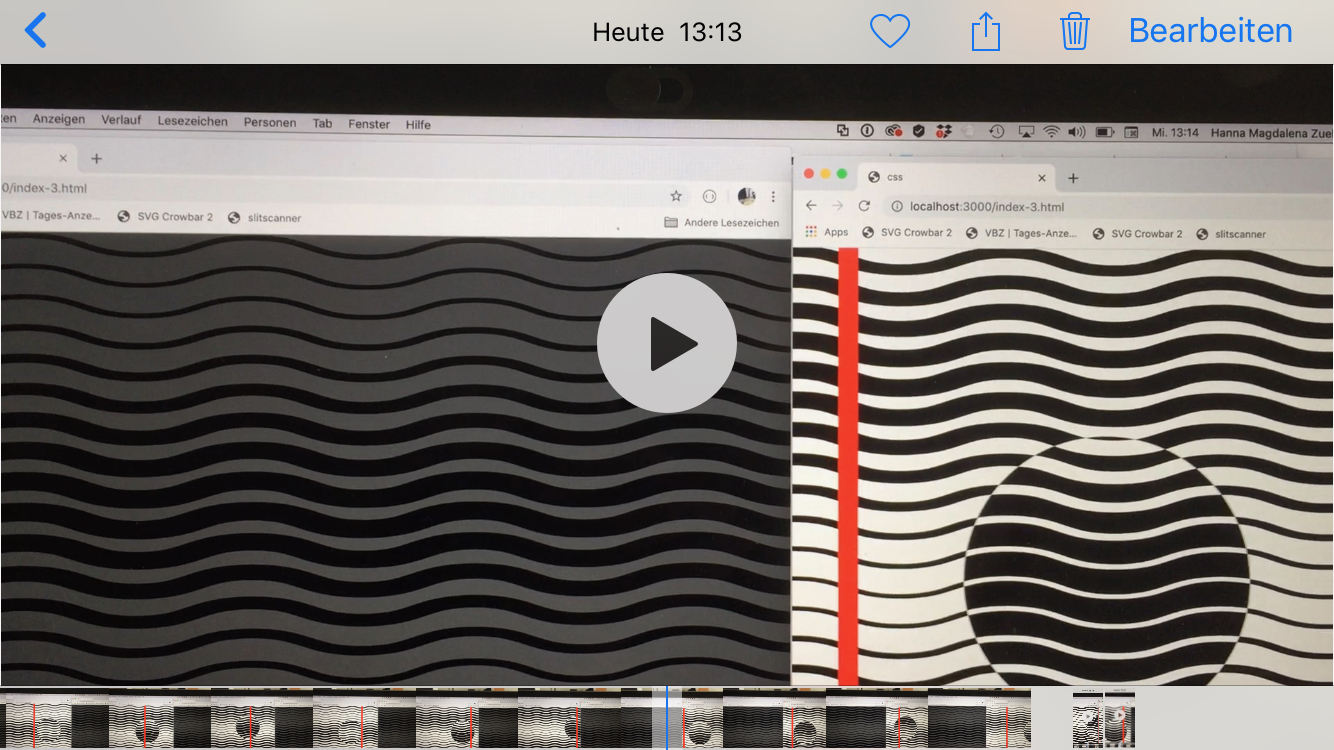 Heute 13:13
Bearbeiten
en Anzeigen Verlauf Lesezeichen Personen Tab Fenster Hilfe
Mi. 13:14 Hanna Magdalena Zue
0/index-3.html
VBZ | Tages-Anze... SVG Crowbar 2 slitscanner
Andere Lesezeichen
css
localhost:3000/index-3.html
Apps SVG Crowbar 2 VBZ | Tages-Anze... SVG Crowbar 2 slitscanner